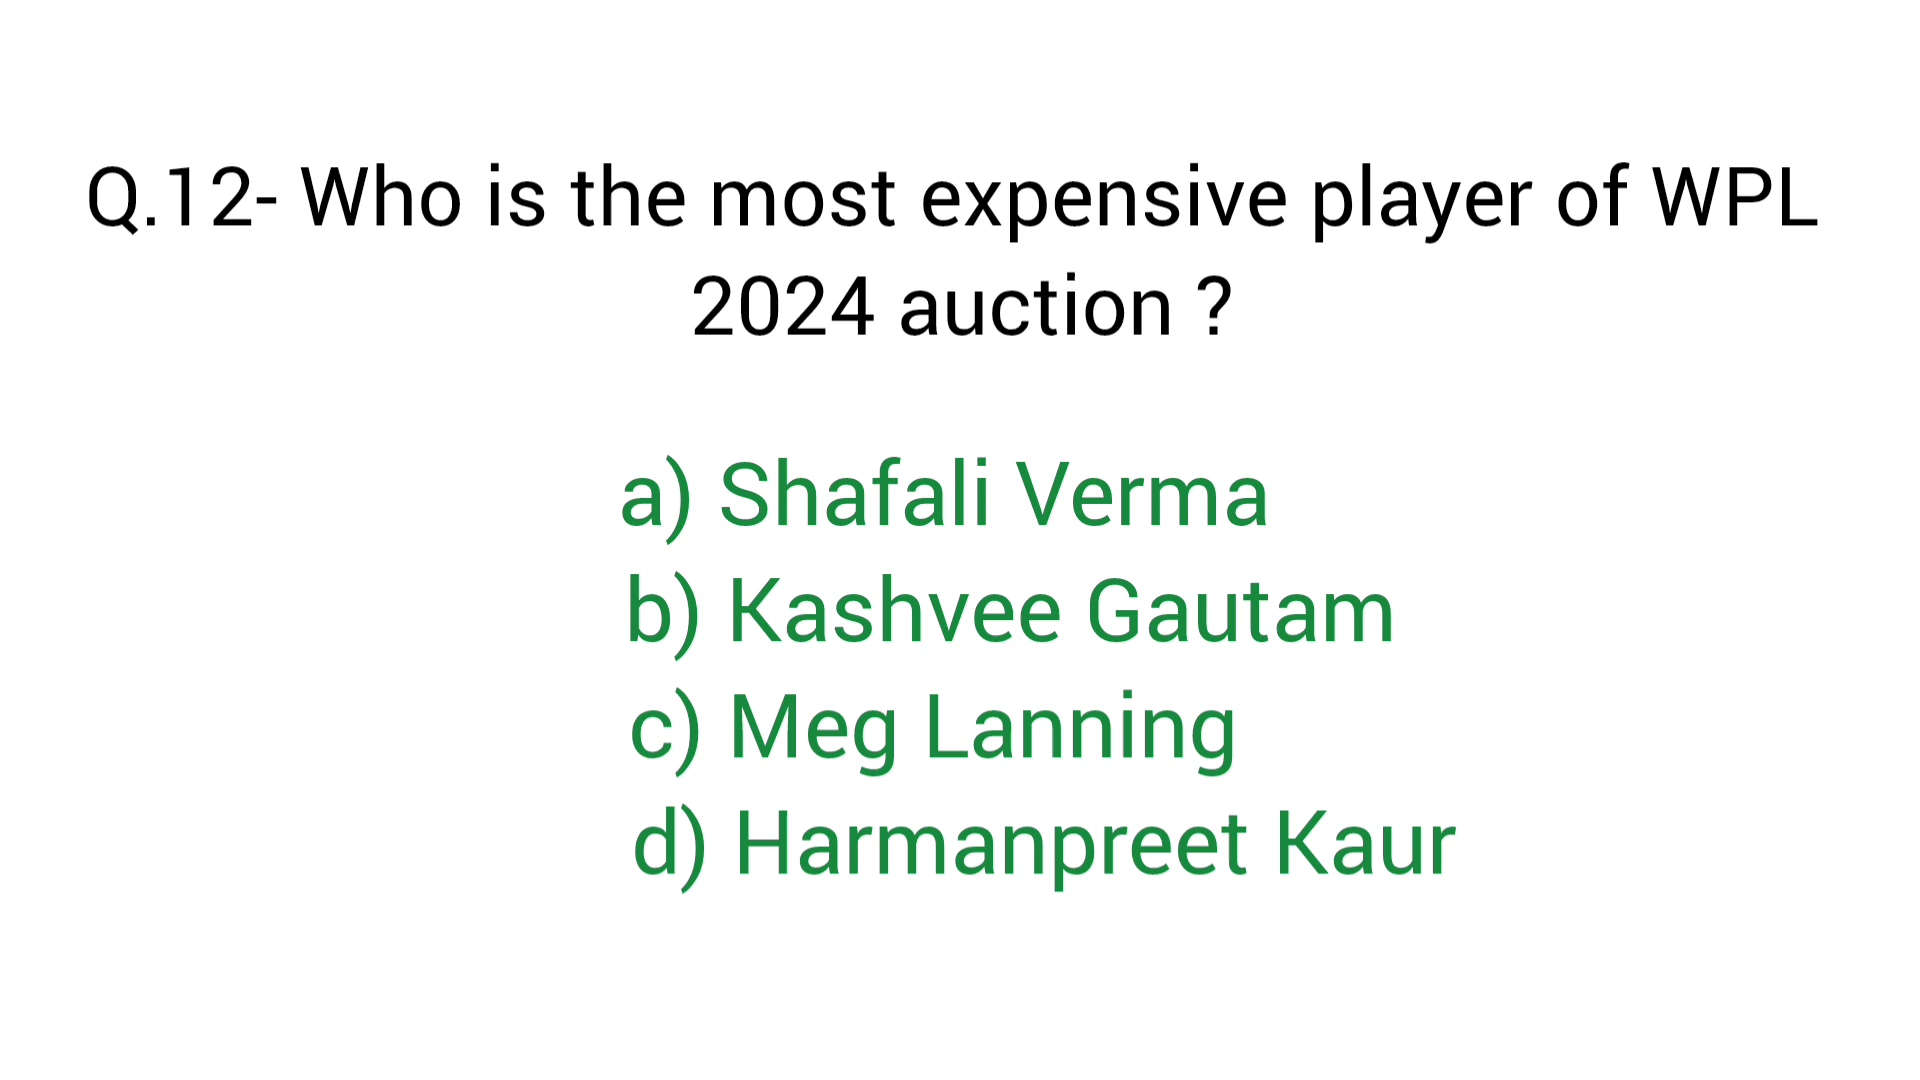 Q.12- Who is the most expensive player of WPL
2024 auction ?
a) Shafali Verma
b) Kashvee Gautam
c) Meg Lanning
d) Harmanpreet Kaur